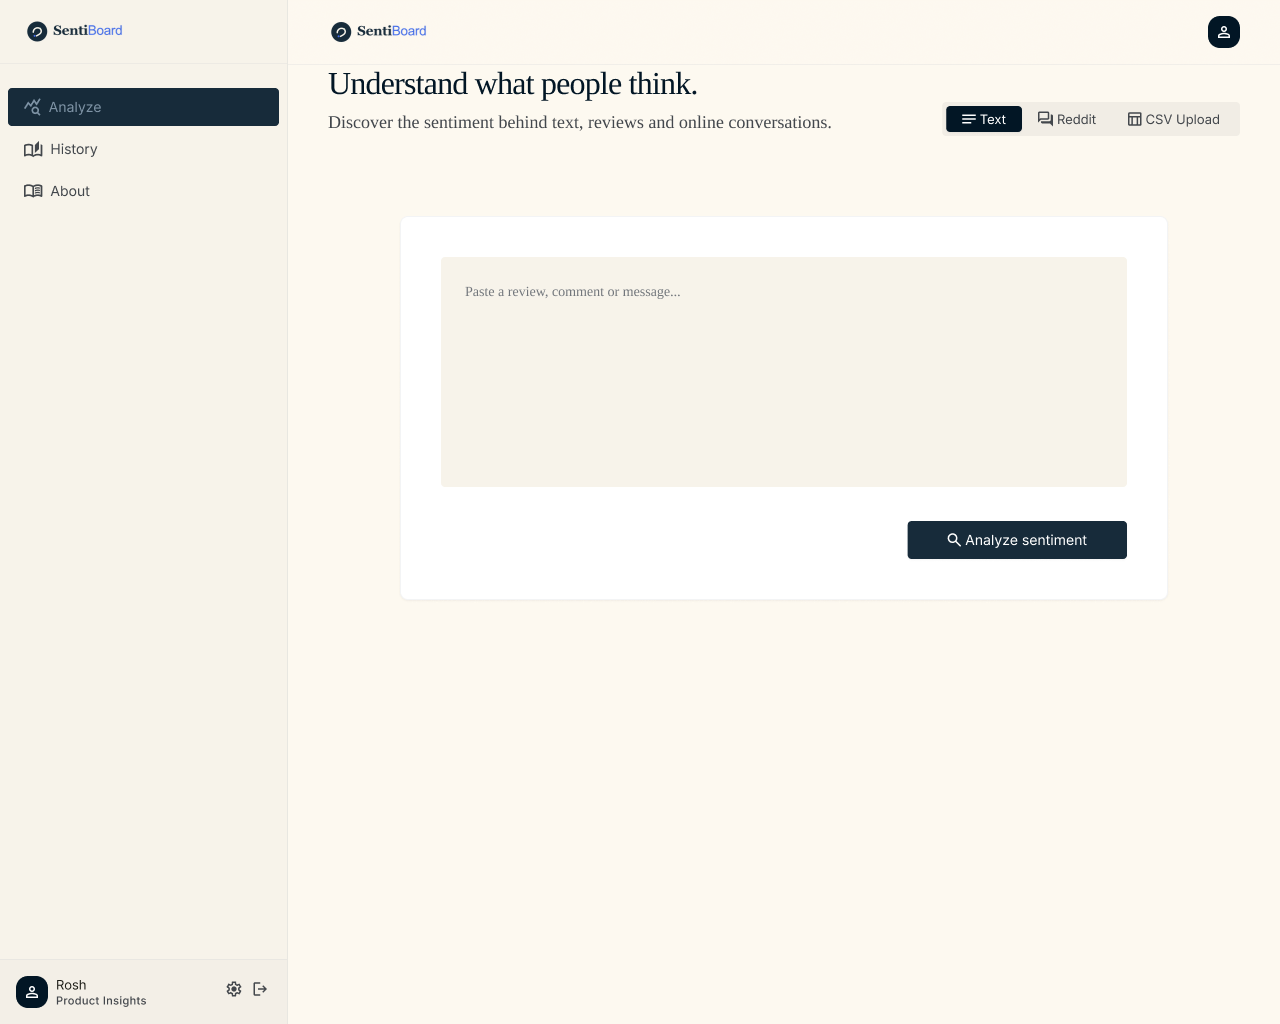 SentiBoard
Analyze
History
About
Rosh
Product Insights
SentiBoard
Understand what people think.
Discover the sentiment behind text, reviews and online conversations.
Text
Reddit
CSV Upload
Paste a review, comment or message...
Analyze sentiment